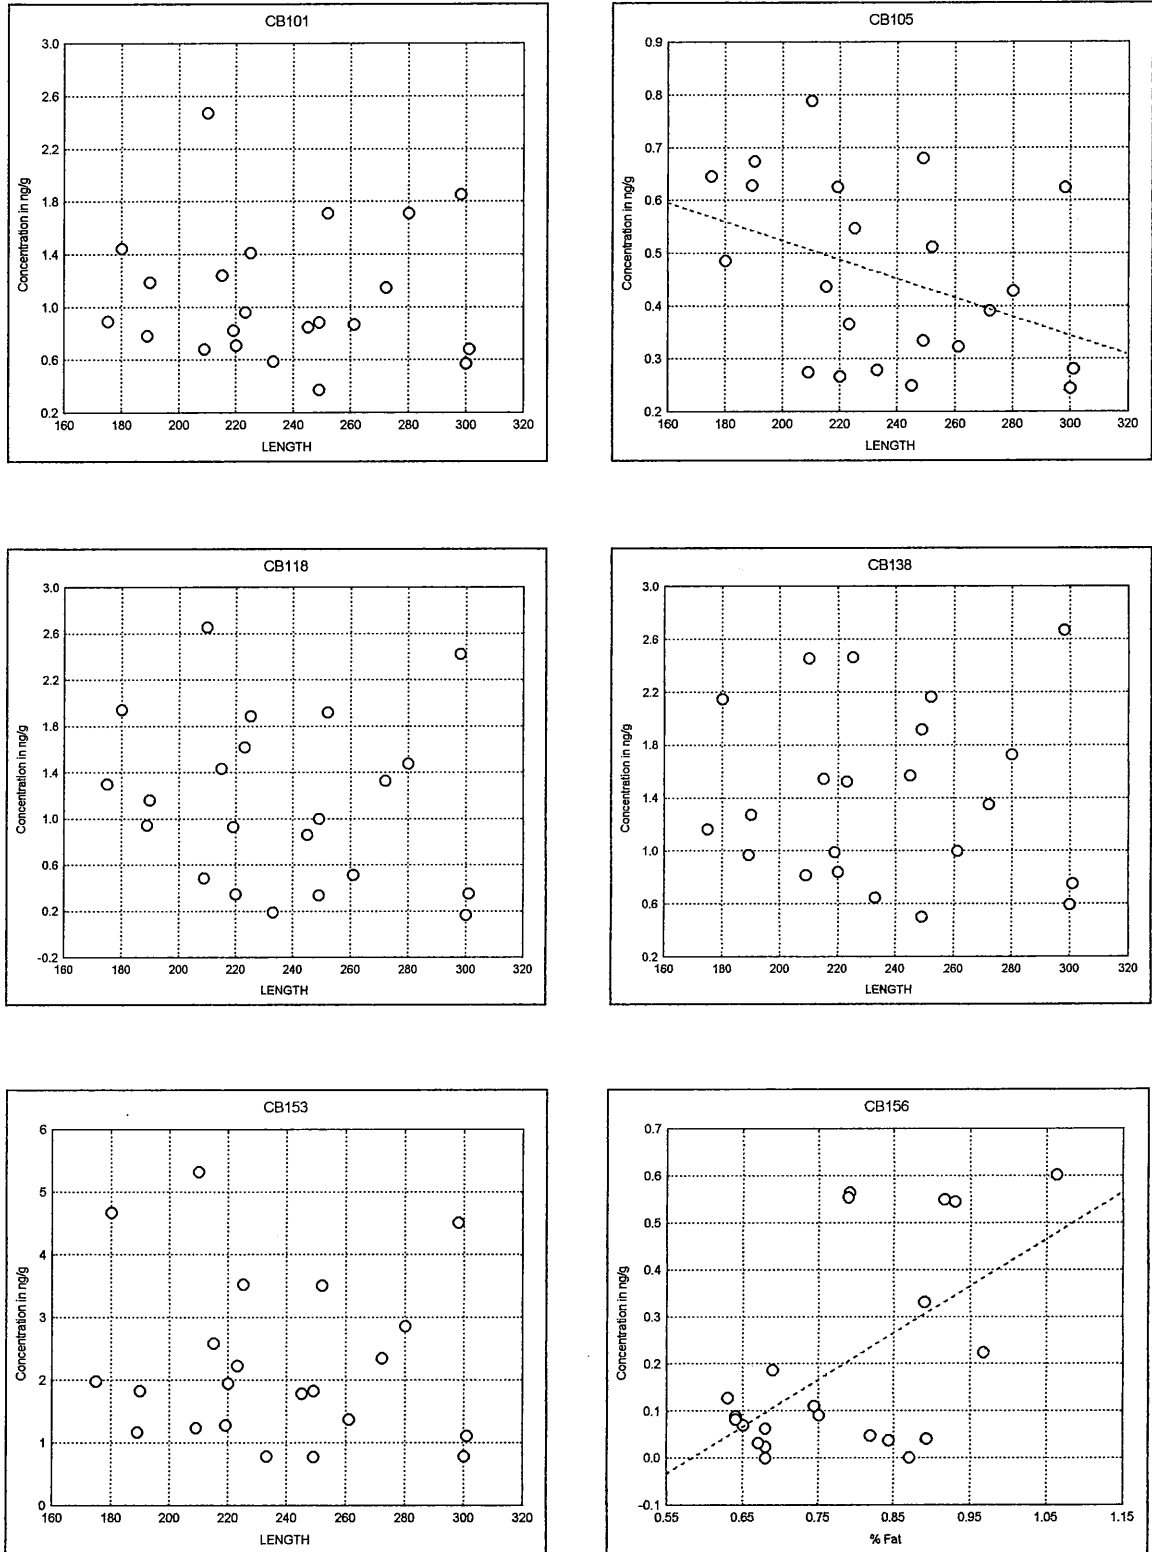 CB101
3.0
2.6
2.2
1.8
1.4
1.0
0.6
0.2
Concentration in ng/g
160 180 200 220 240 260 280 300 320
LENGTH
CB105
0.9
0.8
0.7
0.6
0.5
0.4
0.3
0.2
Concentration in ng/g
160 180 200 220 240 260 280 300 320
LENGTH
CB118
3.0
2.6
2.2
1.8
1.4
1.0
0.6
0.2
-0.2
Concentration in ng/g
160 180 200 220 240 260 280 300 320
LENGTH
CB138
3.0
2.6
2.2
1.8
1.4
1.0
0.6
0.2
Concentration in ng/g
160 180 200 220 240 260 280 300 320
LENGTH
CB153
6
5
4
3
2
1
0
Concentration in ng/g
160 180 200 220 240 260 280 300 320
LENGTH
CB156
0.7
0.6
0.5
0.4
0.3
0.2
0.1
0.0
-0.1
Concentration in ng/g
0.55 0.65 0.75 0.85 0.95 1.05 1.15
% Fat